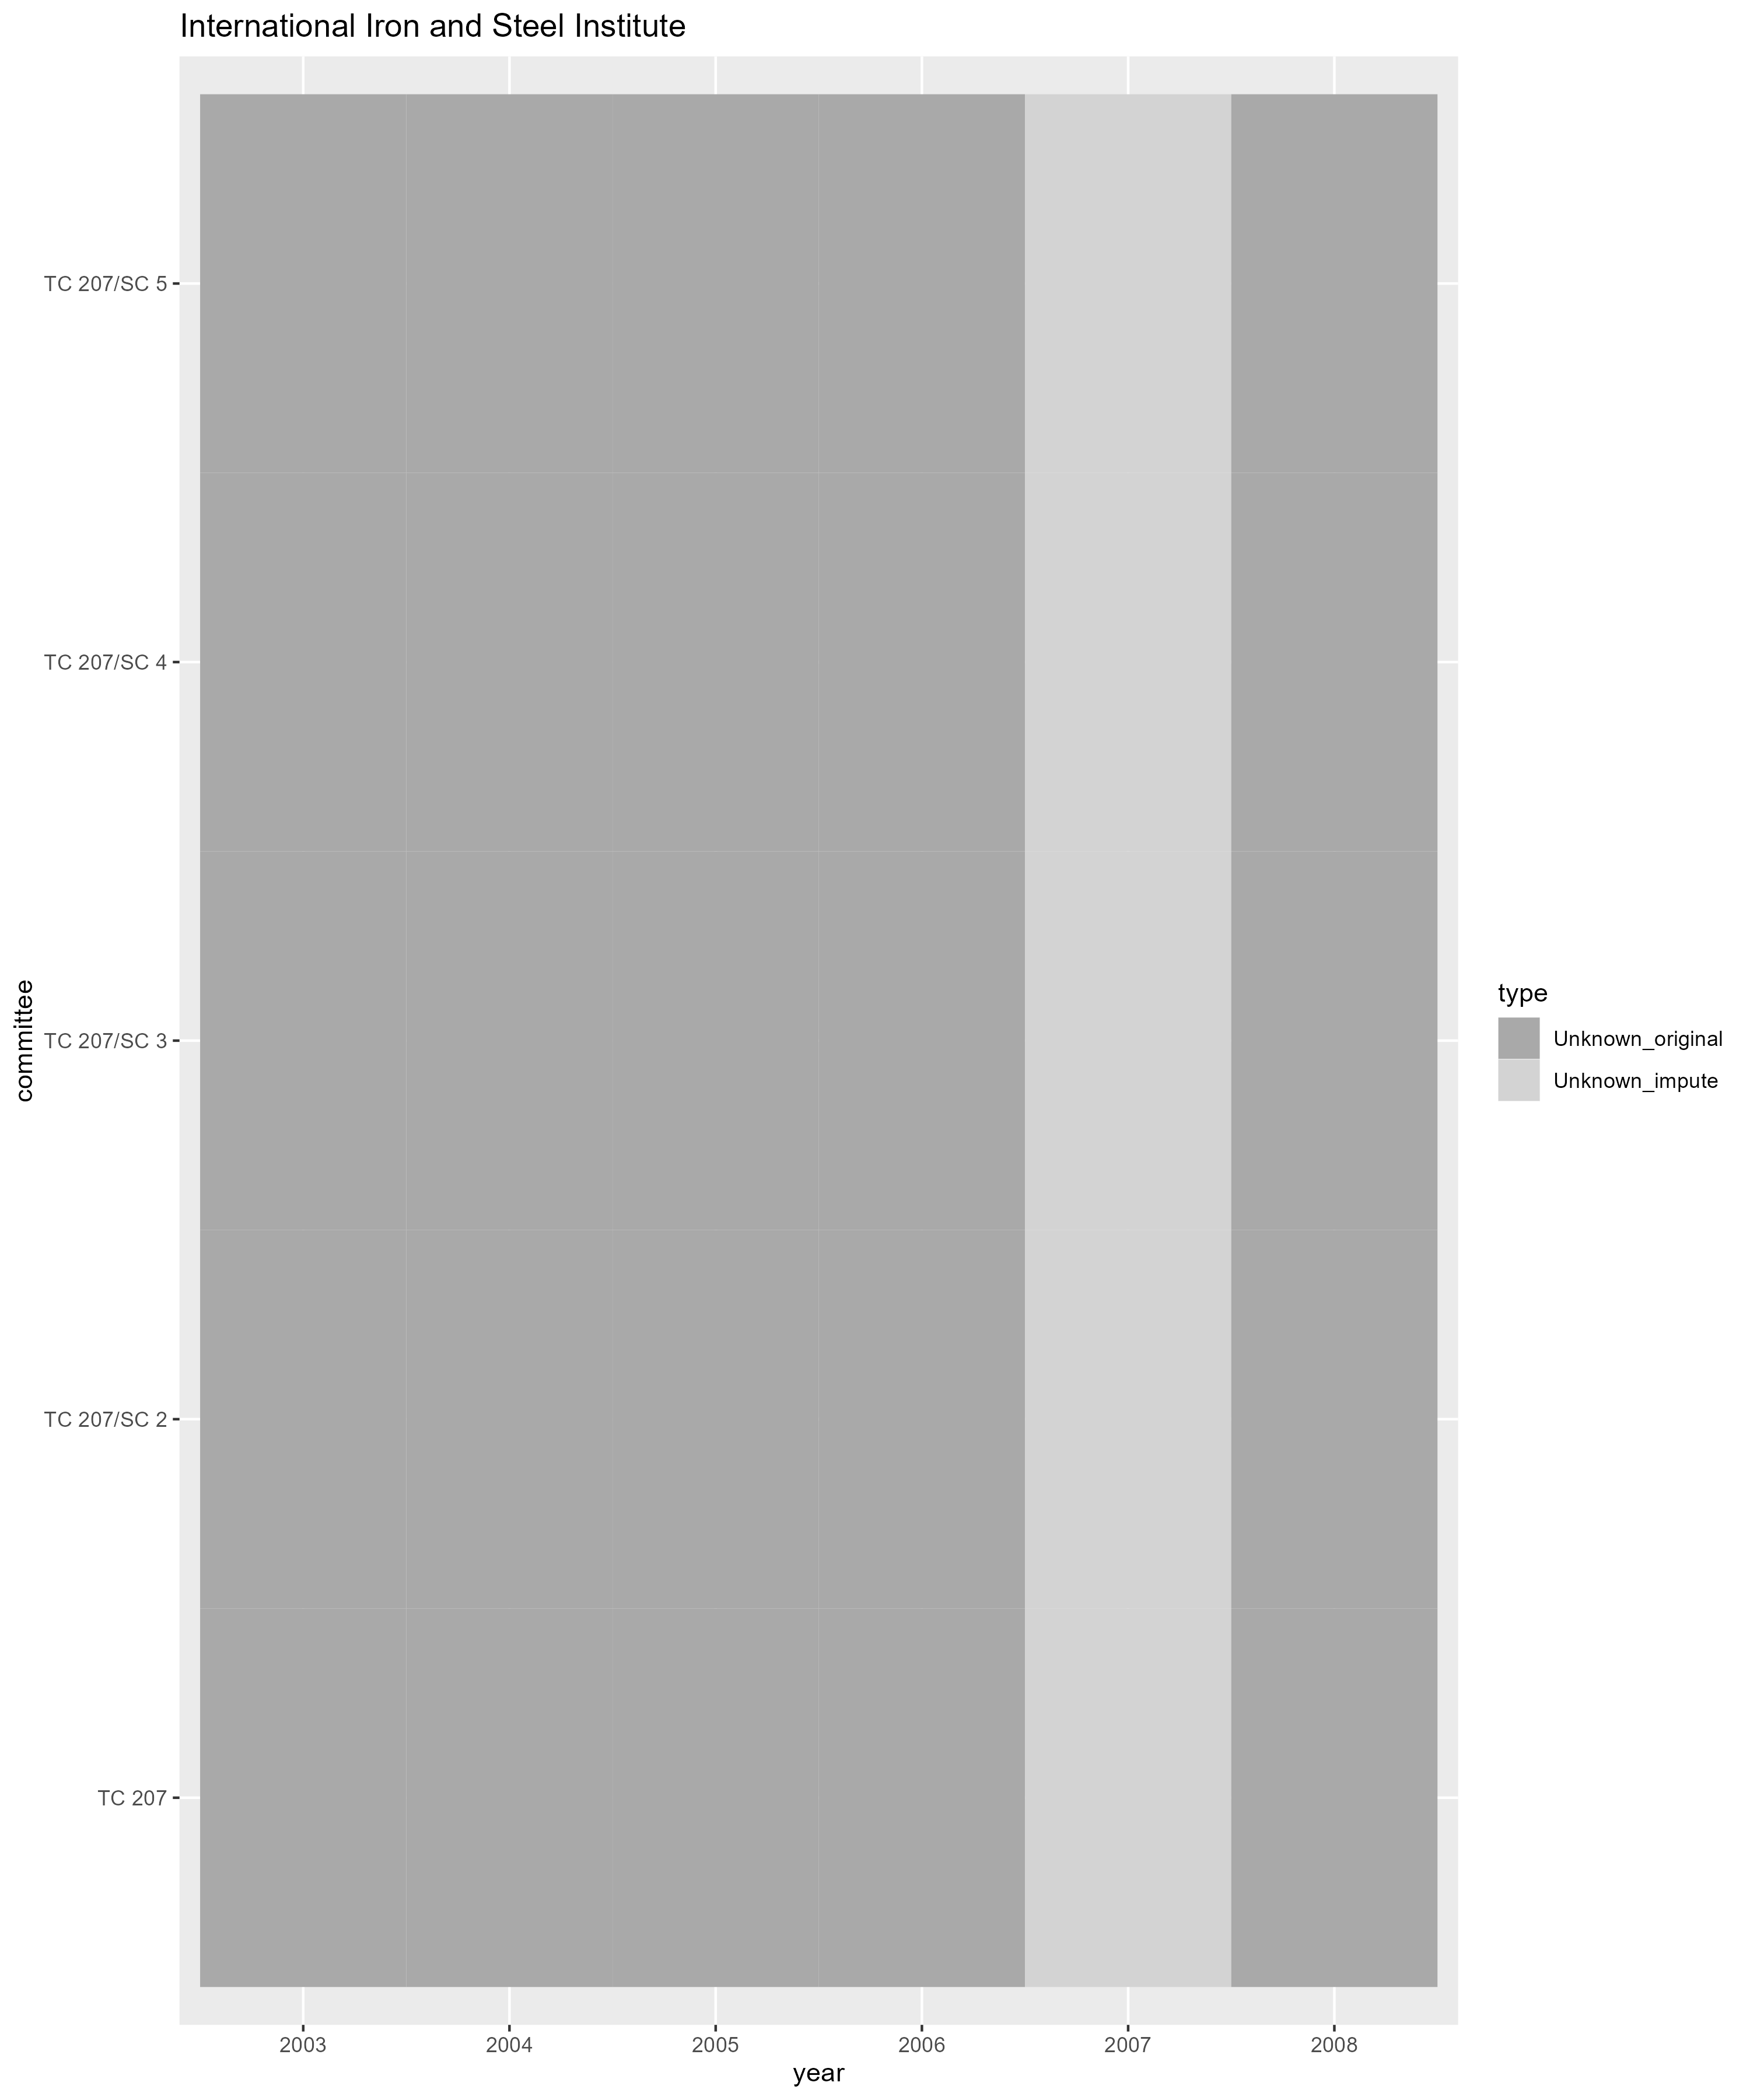 International Iron and Steel Institute
TC 207/SC 5
TC 207/SC 4
TC 207/SC 3
TC 207/SC 2
TC 207
committee
2003 2004 2005 2006 2007 2008
year
type
Unknown_original
Unknown_impute